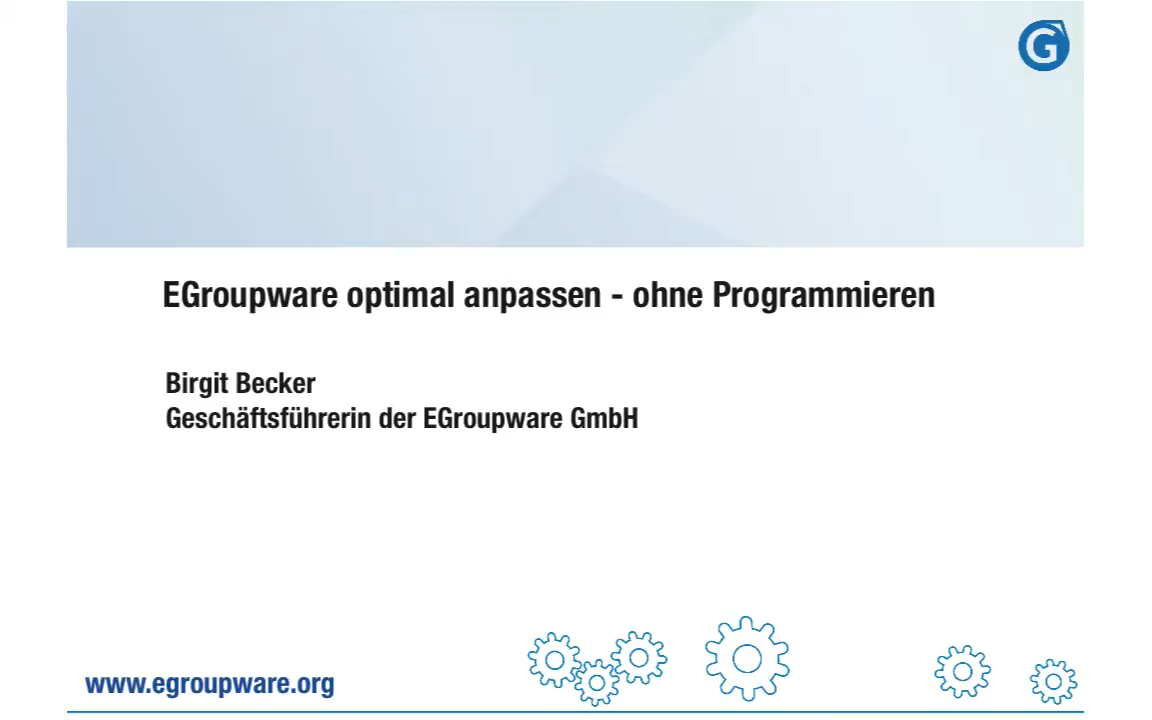 G
EGroupware optimal anpassen - ohne Programmieren
Birgit Becker
Geschäftsführerin der EGroupware GmbH
www.egroupware.org